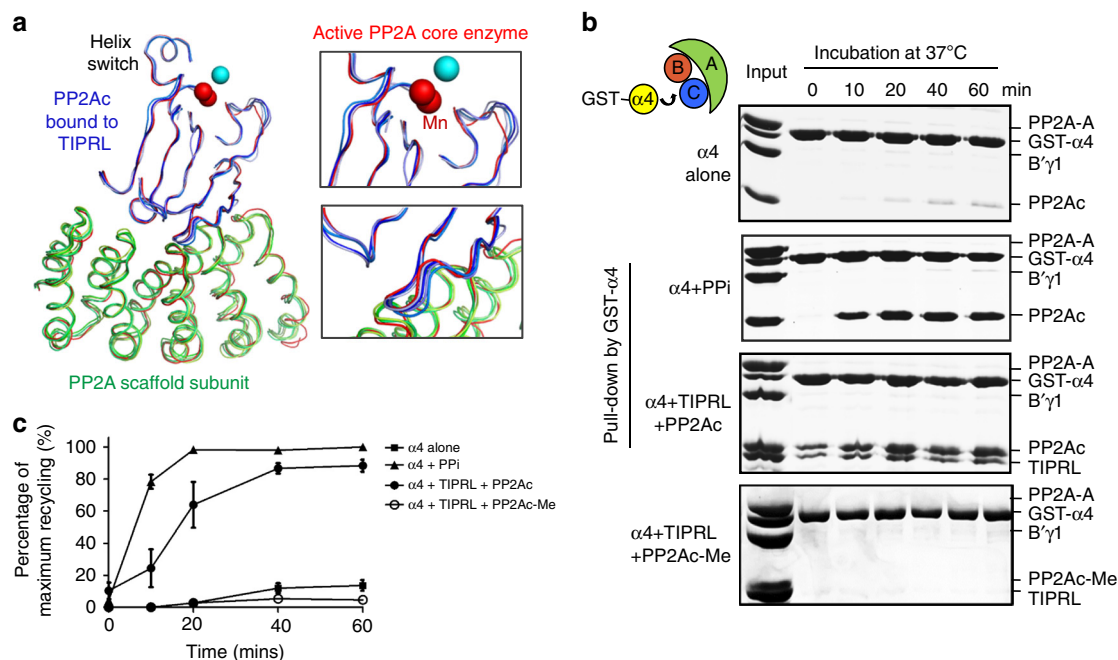 a
Helix
switch
PP2Ac
bound to
TIPRL
PP2A scaffold subunit
Active PP2A core enzyme
Mn
b
B
A
C
GST-α4
Input
Incubation at 37°C
0 10 20 40 60 min
α4
alone
PP2A-A
GST-α4
B′γ1
PP2Ac
Pull-down by GST-α4
α4+PPi
PP2A-A
GST-α4
B′γ1
PP2Ac
α4+TIPRL
+PP2Ac
PP2A-A
GST-α4
B′γ1
PP2Ac
TIPRL
α4+TIPRL
+PP2Ac-Me
PP2A-A
GST-α4
B′γ1
PP2Ac-Me
TIPRL
c
Percentage of
maximum recycling (%)
100
80
60
40
20
0
0 20 40 60
Time (mins)
α4 alone
α4 + PPi
α4 + TIPRL + PP2Ac
α4 + TIPRL + PP2Ac-Me